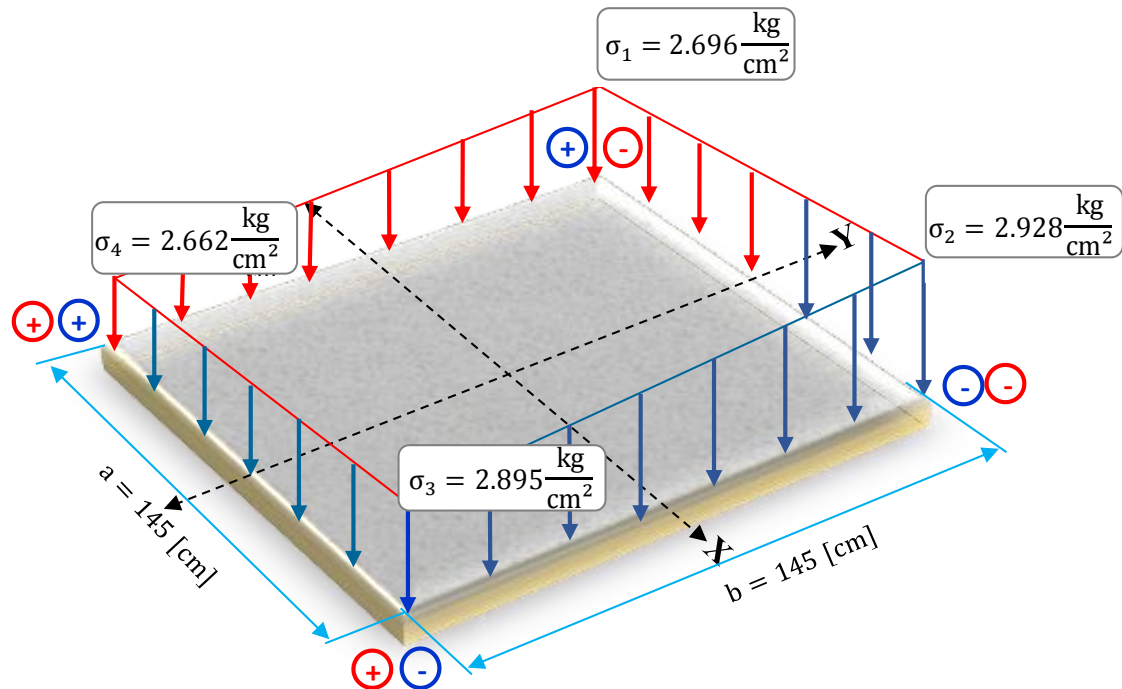 σ₁ = 2.696 kg/cm²
+ -
σ₂ = 2.928 kg/cm²
Y
σ₄ = 2.662 kg/cm²
+ +
- -
σ₃ = 2.895 kg/cm²
a = 145 [cm]
X
b = 145 [cm]
+ -